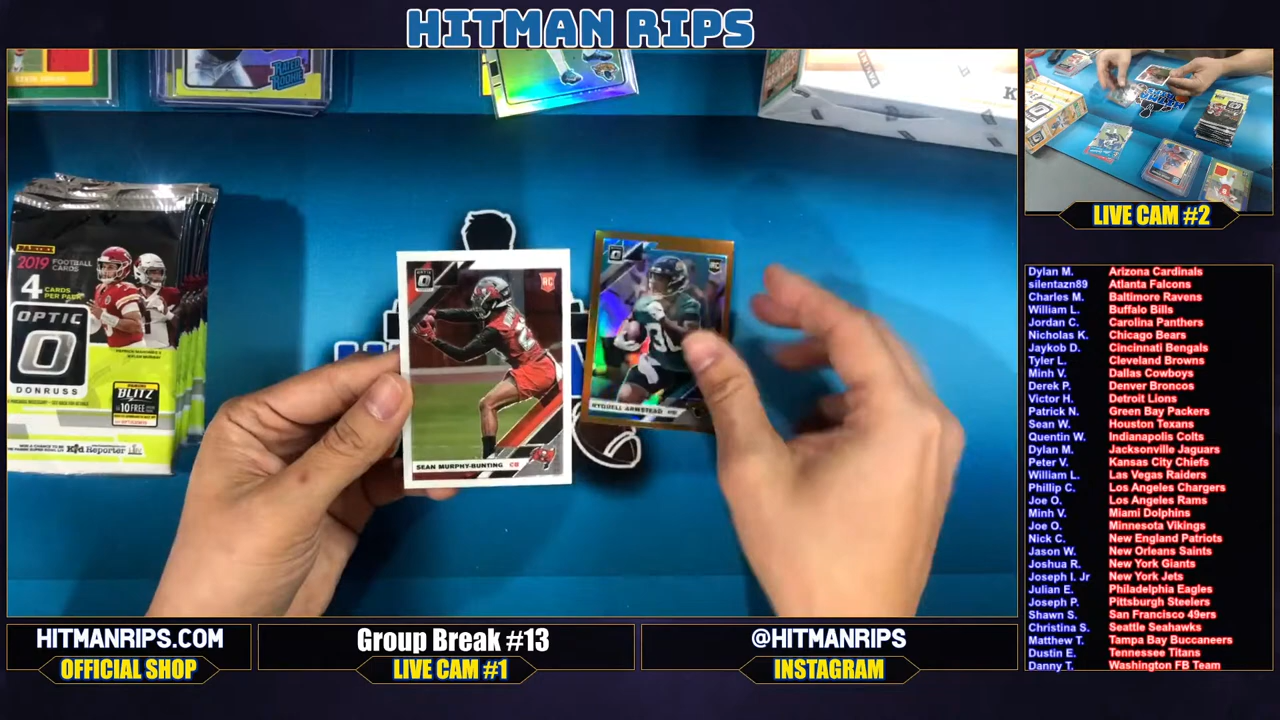 HITMAN RIPS
RATED
ROOKIE
PANINI
2019 FOOTBALL
CARDS
4 CARDS
PER PACK
OPTIC
DONRUSS
BLITZ
10 FREE
Reporter
OPTIC
RC
SEAN MURPHY-BUNTING CB
RC
RYQUELL ARMSTEAD
LIVE CAM #2
Dylan M. Arizona Cardinals
silentazn89 Atlanta Falcons
Charles M. Baltimore Ravens
William L. Buffalo Bills
Jordan C. Carolina Panthers
Nicholas K. Chicago Bears
Jaykob D. Cincinnati Bengals
Tyler L. Cleveland Browns
Minh V. Dallas Cowboys
Derek P. Denver Broncos
Victor H. Detroit Lions
Patrick N. Green Bay Packers
Sean W. Houston Texans
Quentin W. Indianapolis Colts
Dylan M. Jacksonville Jaguars
Peter V. Kansas City Chiefs
William L. Las Vegas Raiders
Phillip C. Los Angeles Chargers
Joe O. Los Angeles Rams
Minh V. Miami Dolphins
Joe O. Minnesota Vikings
Nick C. New England Patriots
Jason W. New Orleans Saints
Joshua R. New York Giants
Joseph I. Jr New York Jets
Julian E. Philadelphia Eagles
Joseph P. Pittsburgh Steelers
Shawn S. San Francisco 49ers
Christina S. Seattle Seahawks
Matthew T. Tampa Bay Buccaneers
Dustin E. Tennessee Titans
Danny T. Washington FB Team
HITMANRIPS.COM
OFFICIAL SHOP
Group Break #13
LIVE CAM #1
@HITMANRIPS
INSTAGRAM